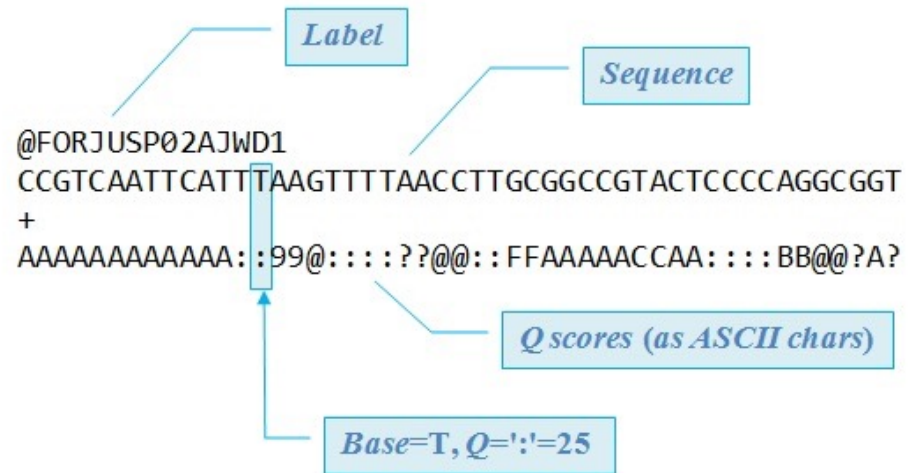 Label
Sequence
@FORJUSP02AJWD1
CCGTCAATTCATTTAAGTTTTAACCTTGCGGCCGTACTCCCCAGGCGGT
+
AAAAAAAAAAAA::99@::::??@@::FFAAAAACCAA::::BB@@?A?
Q scores (as ASCII chars)
Base=T, Q=':'=25